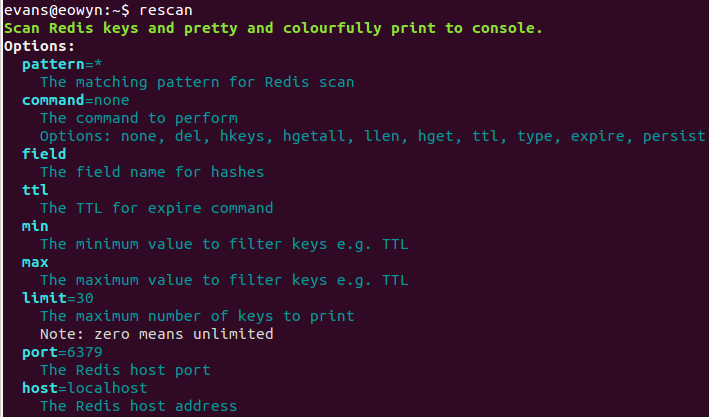 evans@eowyn:~$ rescan
Scan Redis keys and pretty and colourfully print to console.
Options:
pattern=*
The matching pattern for Redis scan
command=none
The command to perform
Options: none, del, hkeys, hgetall, llen, hget, ttl, type, expire, persist
field
The field name for hashes
ttl
The TTL for expire command
min
The minimum value to filter keys e.g. TTL
max
The maximum value to filter keys e.g. TTL
limit=30
The maximum number of keys to print
Note: zero means unlimited
port=6379
The Redis host port
host=localhost
The Redis host address